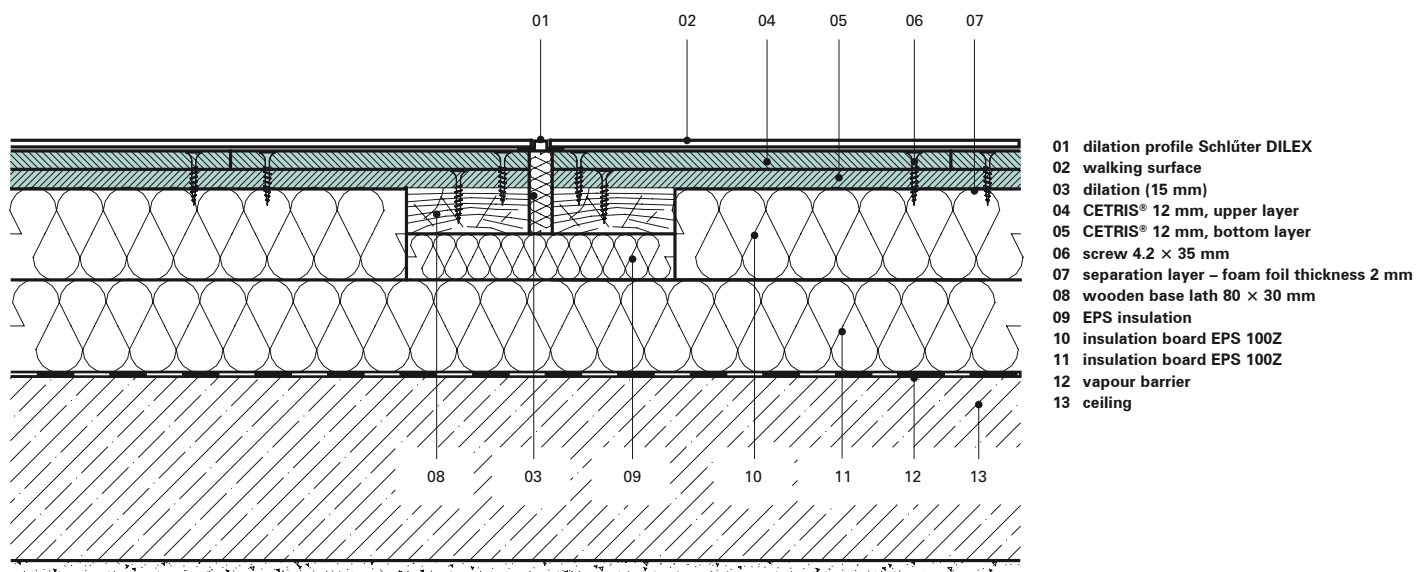 01 02 04 05 06 07
01 dilation profile Schlűter DILEX
02 walking surface
03 dilation (15 mm)
04 CETRIS® 12 mm, upper layer
05 CETRIS® 12 mm, bottom layer
06 screw 4.2 × 35 mm
07 separation layer – foam foil thickness 2 mm
08 wooden base lath 80 × 30 mm
09 EPS insulation
10 insulation board EPS 100Z
11 insulation board EPS 100Z
12 vapour barrier
13 ceiling
08 03 09 10 11 12 13